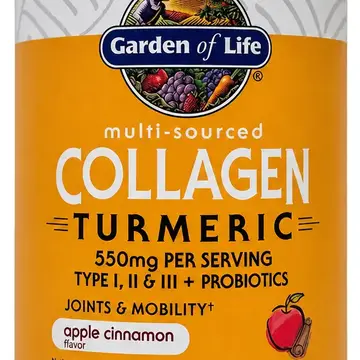 Garden of Life
®
multi-sourced
COLLAGEN
TURMERIC
550mg PER SERVING
TYPE I, II & III + PROBIOTICS
JOINTS & MOBILITY†
apple cinnamon
flavor